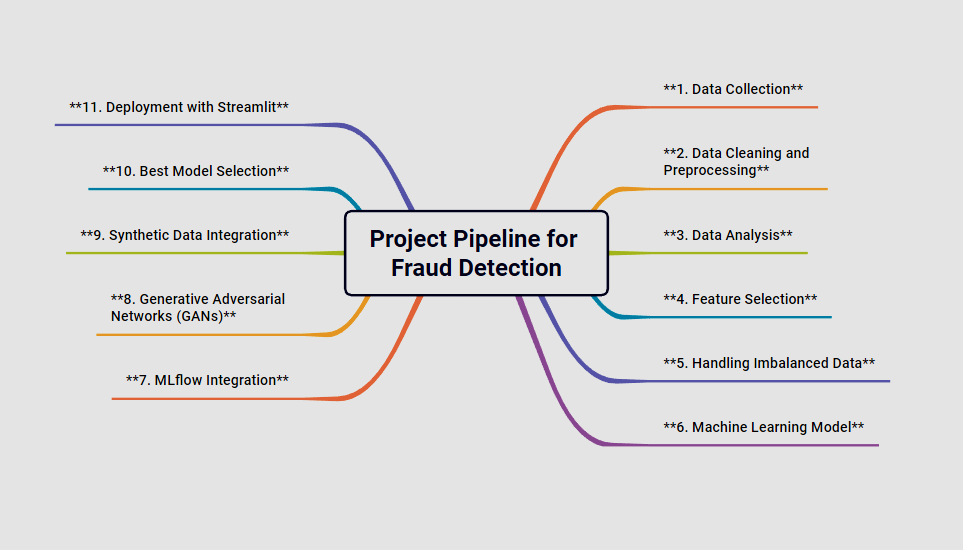 Project Pipeline for
Fraud Detection
**1. Data Collection**
**2. Data Cleaning and
Preprocessing**
**3. Data Analysis**
**4. Feature Selection**
**5. Handling Imbalanced Data**
**6. Machine Learning Model**
**7. MLflow Integration**
**8. Generative Adversarial
Networks (GANs)**
**9. Synthetic Data Integration**
**10. Best Model Selection**
**11. Deployment with Streamlit**